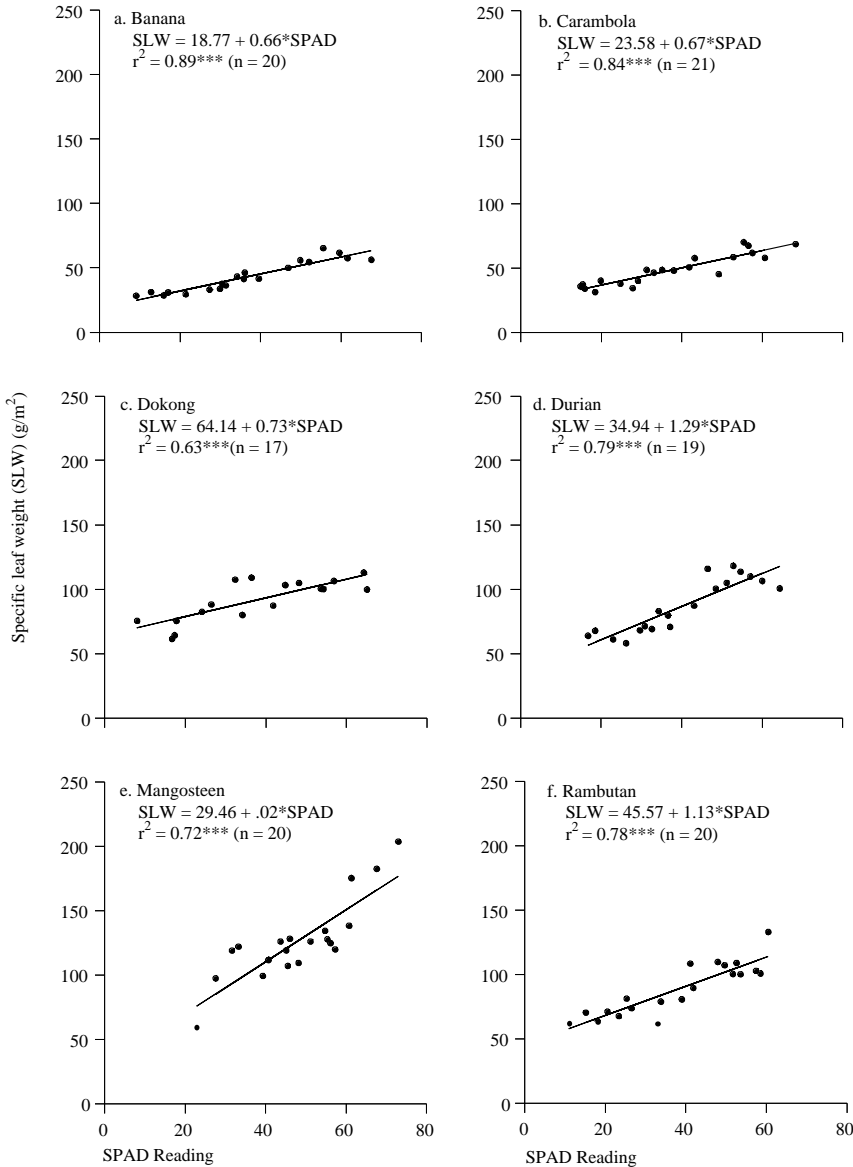 a. Banana
SLW = 18.77 + 0.66*SPAD
r² = 0.89*** (n = 20)
250
200
150
100
50
0
b. Carambola
SLW = 23.58 + 0.67*SPAD
r² = 0.84*** (n = 21)
250
200
150
100
50
0
Specific leaf weight (SLW) (g/m²)
c. Dokong
SLW = 64.14 + 0.73*SPAD
r² = 0.63***(n = 17)
250
200
150
100
50
0
d. Durian
SLW = 34.94 + 1.29*SPAD
r² = 0.79*** (n = 19)
250
200
150
100
50
0
e. Mangosteen
SLW = 29.46 + .02*SPAD
r² = 0.72*** (n = 20)
250
200
150
100
50
0
0 20 40 60 80
SPAD Reading
f. Rambutan
SLW = 45.57 + 1.13*SPAD
r² = 0.78*** (n = 20)
250
200
150
100
50
0
0 20 40 60 80
SPAD Reading